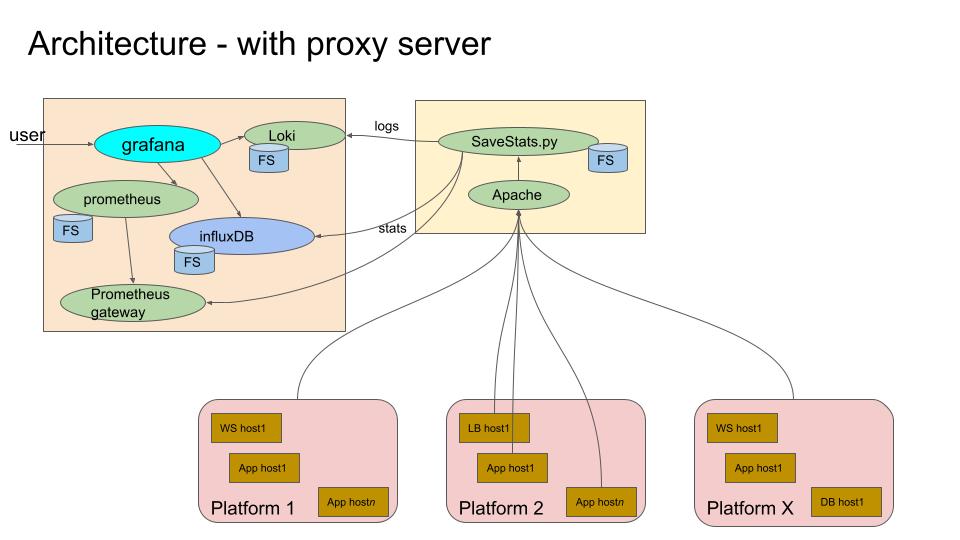 Architecture - with proxy server
user
grafana
Loki
FS
logs
SaveStats.py
FS
prometheus
FS
Apache
influxDB
FS
stats
Prometheus
gateway
WS host1
App host1
App hostn
Platform 1
LB host1
App host1
App hostn
Platform 2
WS host1
App host1
DB host1
Platform X